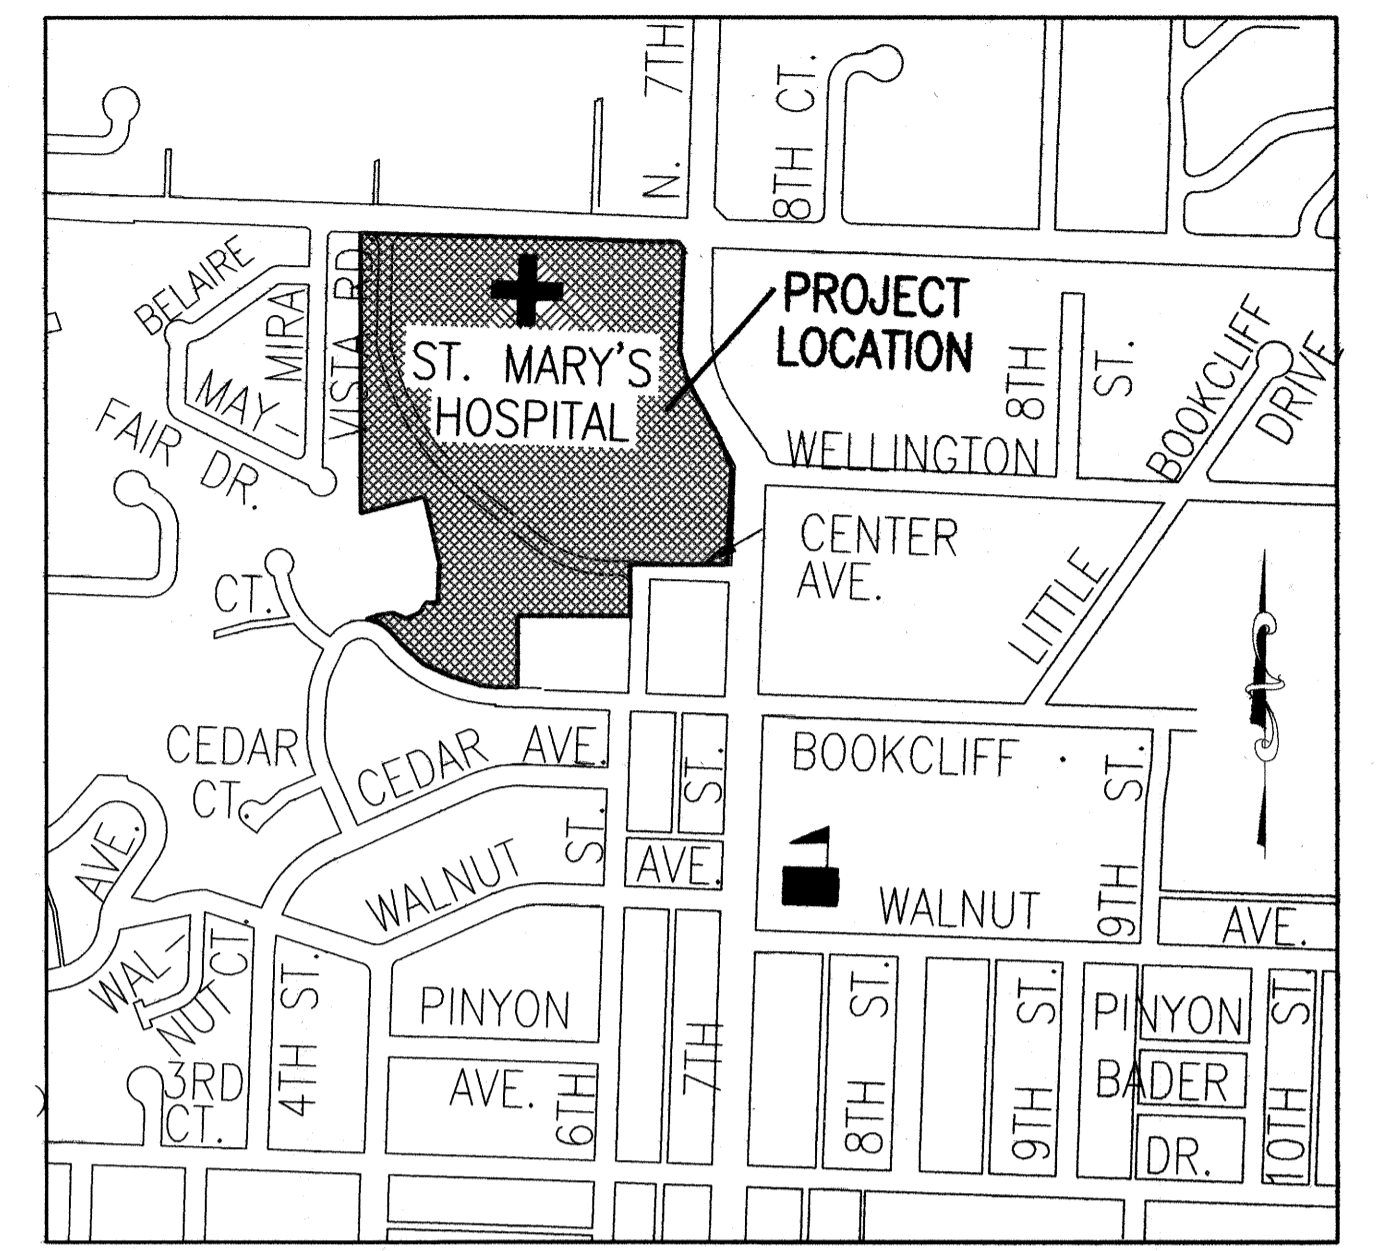 N. 7TH
8TH CT.
BELAIRE
MIRA
VISTA RD
MAY-
FAIR DR.
ST. MARY'S
HOSPITAL
PROJECT
LOCATION
8TH
ST.
BOOKCLIFF
DRIVE
WELLINGTON
CENTER
AVE.
LITTLE
CT.
CEDAR
CT.
CEDAR AVE.
ST.
BOOKCLIFF
ST.
AVE.
WALNUT
ST.
AVE.
WALNUT
9TH
AVE.
WAL-
NUT
CT.
4TH ST.
PINYON
AVE.
6TH
7TH
8TH ST.
9TH ST.
PINYON
BADER
DR.
10TH ST.
3RD
CT.